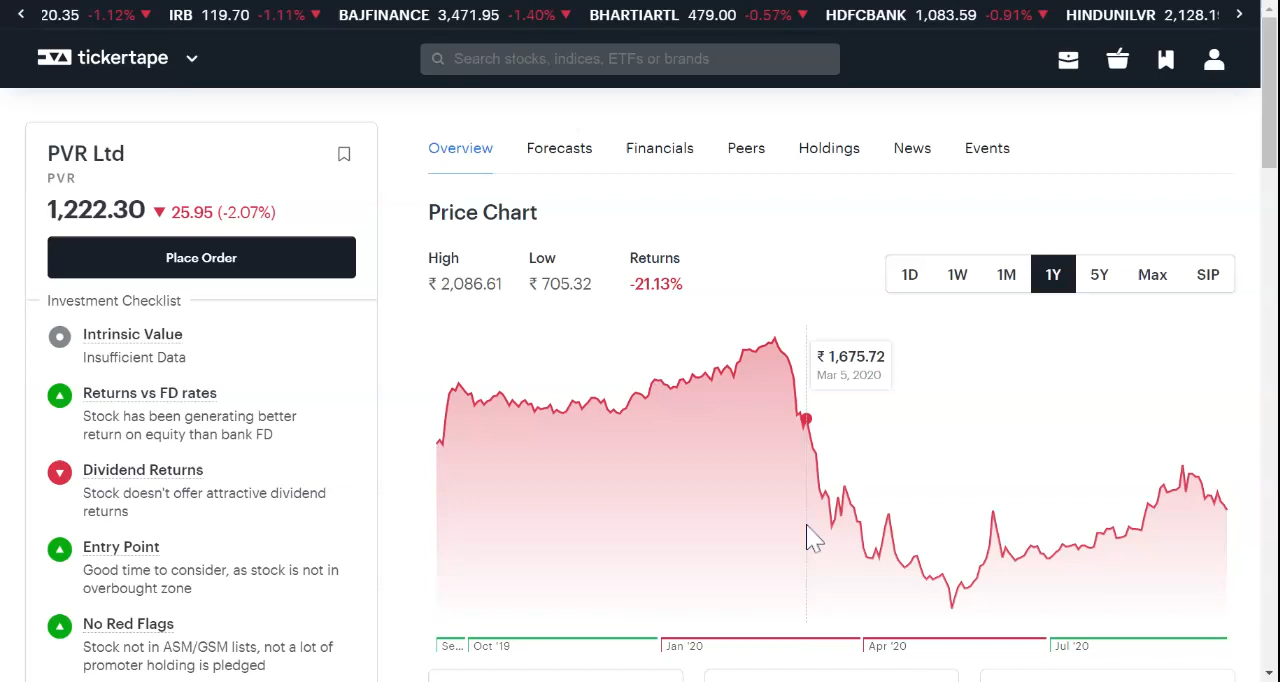 20.35 -1.12% ▼ IRB 119.70 -1.11% ▼ BAJFINANCE 3,471.95 -1.40% ▼ BHARTIARTL 479.00 -0.57% ▼ HDFCBANK 1,083.59 -0.91% ▼ HINDUNILVR 2,128.1
tickertape
Search stocks, indices, ETFs or brands
PVR Ltd
PVR
1,222.30 ▼ 25.95 (-2.07%)
Place Order
Investment Checklist
Intrinsic Value
Insufficient Data
Returns vs FD rates
Stock has been generating better
return on equity than bank FD
Dividend Returns
Stock doesn't offer attractive dividend
returns
Entry Point
Good time to consider, as stock is not in
overbought zone
No Red Flags
Stock not in ASM/GSM lists, not a lot of
promoter holding is pledged
Overview Forecasts Financials Peers Holdings News Events
Price Chart
High Low Returns
₹ 2,086.61 ₹ 705.32 -21.13%
1D 1W 1M 1Y 5Y Max SIP
₹ 1,675.72
Mar 5, 2020
Se... Oct '19 Jan '20 Apr '20 Jul '20